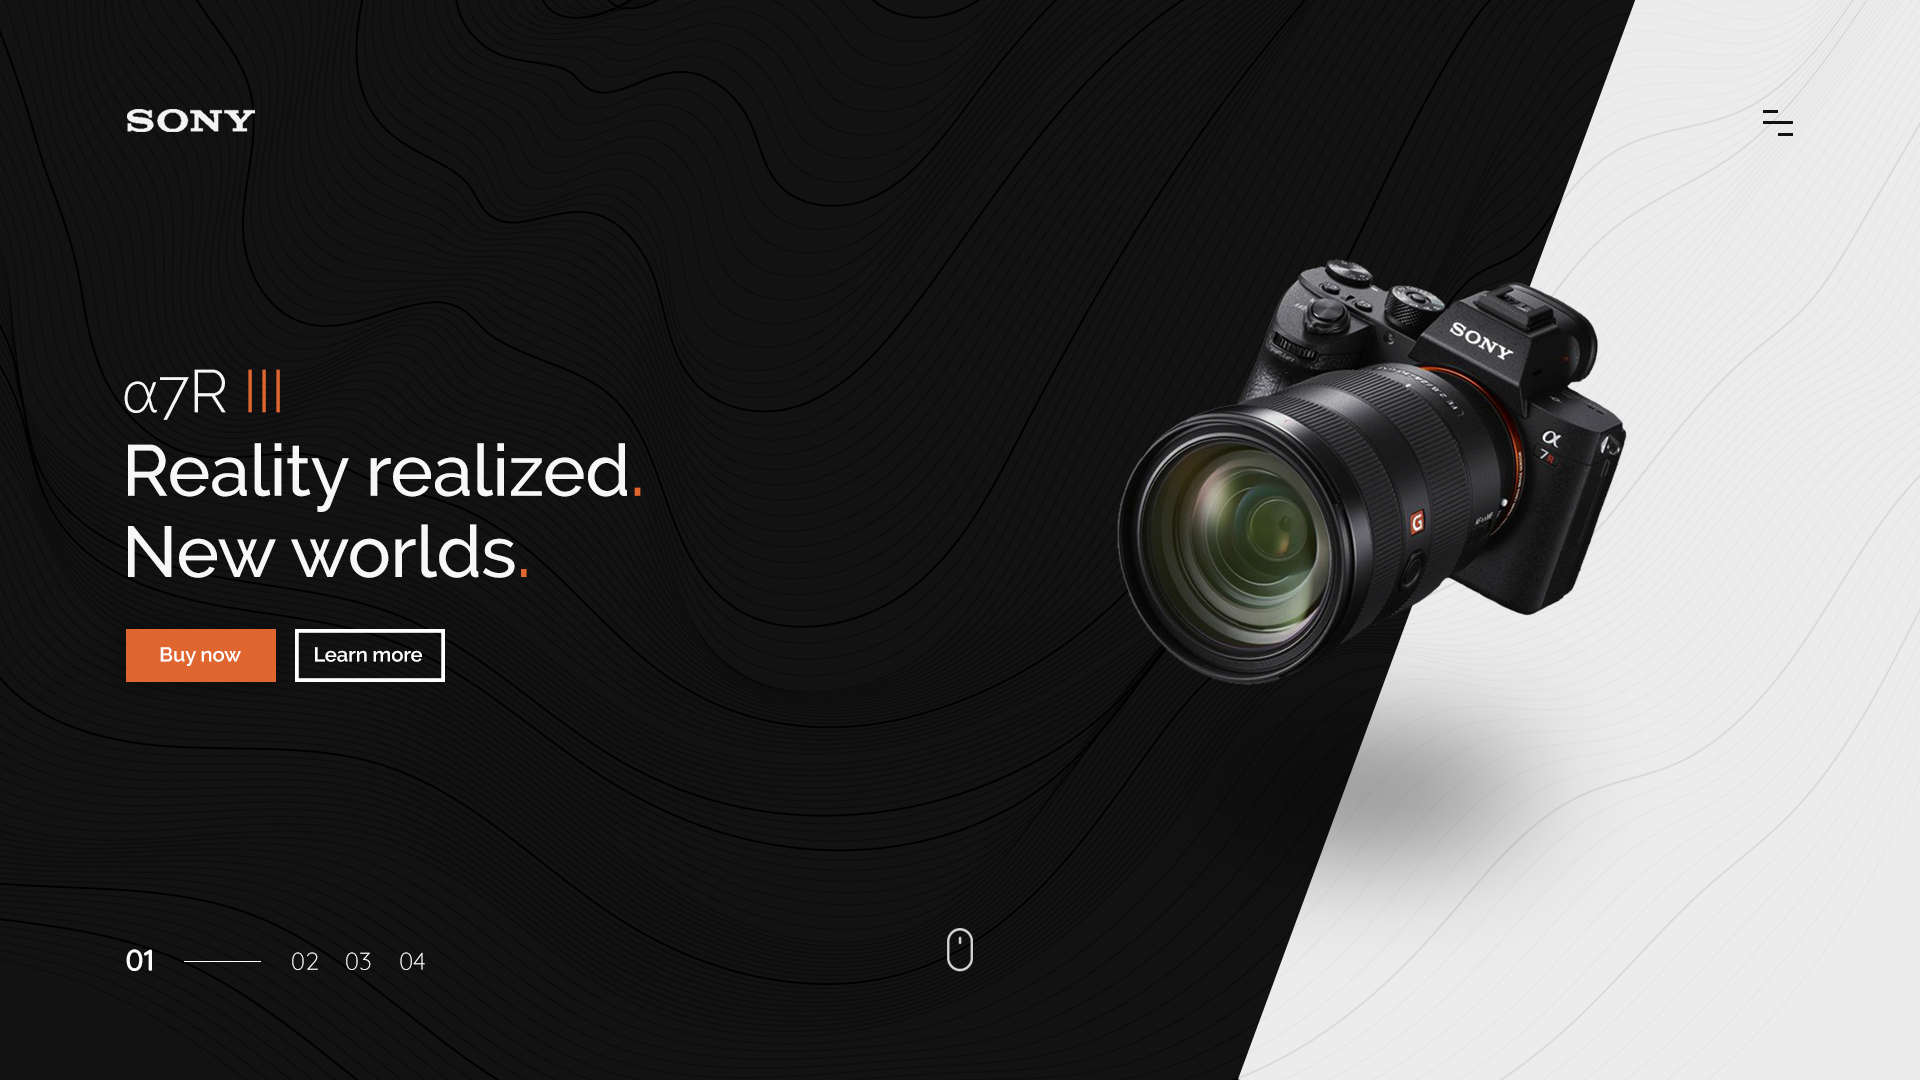 SONY
α7R III
Reality realized.
New worlds.
Buy now
Learn more
SONY
α
7R
G
01
02 03 04